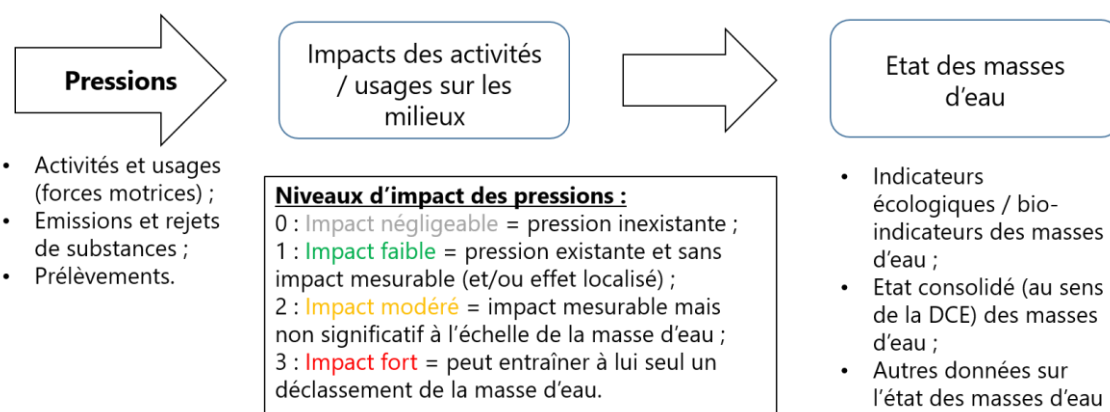 Pressions
• Activités et usages
(forces motrices) ;
• Emissions et rejets
de substances ;
• Prélèvements.
Impacts des activités
/ usages sur les
milieux
Niveaux d'impact des pressions :
0 : Impact négligeable = pression inexistante ;
1 : Impact faible = pression existante et sans
impact mesurable (et/ou effet localisé) ;
2 : Impact modéré = impact mesurable mais
non significatif à l'échelle de la masse d'eau ;
3 : Impact fort = peut entraîner à lui seul un
déclassement de la masse d'eau.
Etat des masses
d'eau
• Indicateurs
écologiques / bio-
indicateurs des masses
d'eau ;
• Etat consolidé (au sens
de la DCE) des masses
d'eau ;
• Autres données sur
l'état des masses d'eau